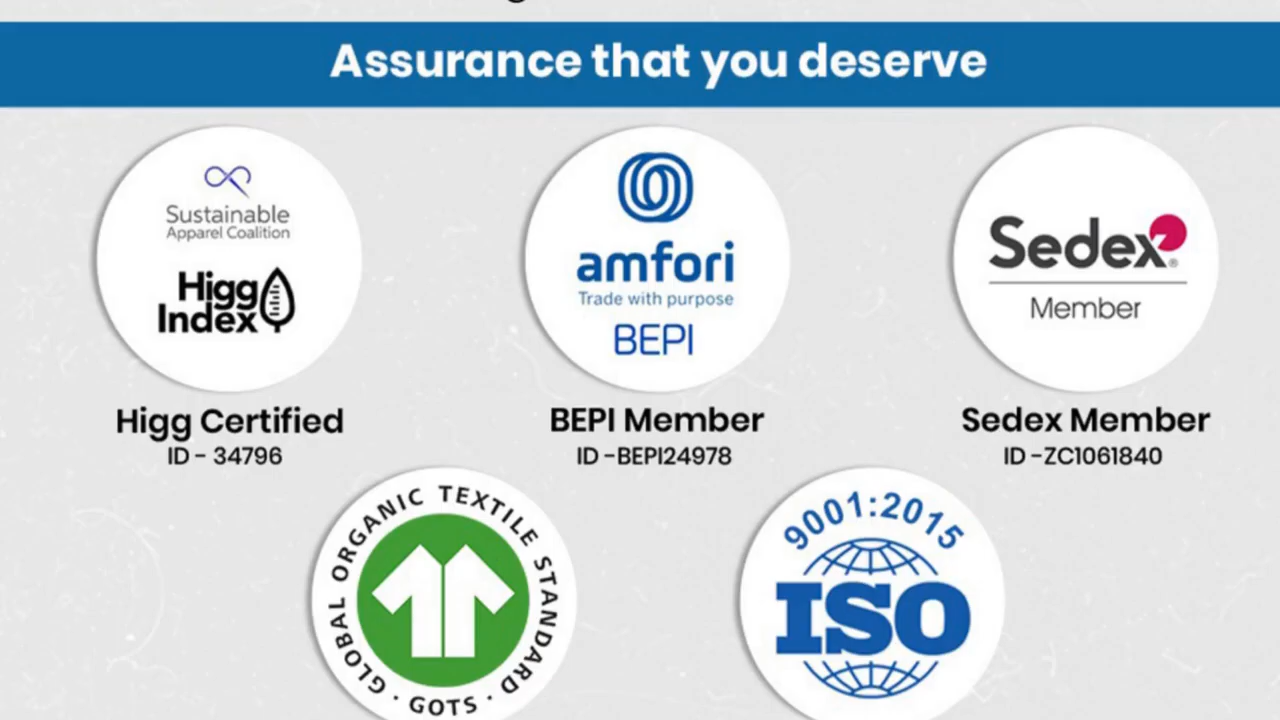 Assurance that you deserve
Sustainable
Apparel Coalition
Higg
Index
amfori
Trade with purpose
BEPI
Sedex®
Member
Higg Certified
ID - 34796
BEPI Member
ID -BEPI24978
Sedex Member
ID -ZC1061840
GLOBAL ORGANIC TEXTILE STANDARD · GOTS ·
9001:2015
ISO